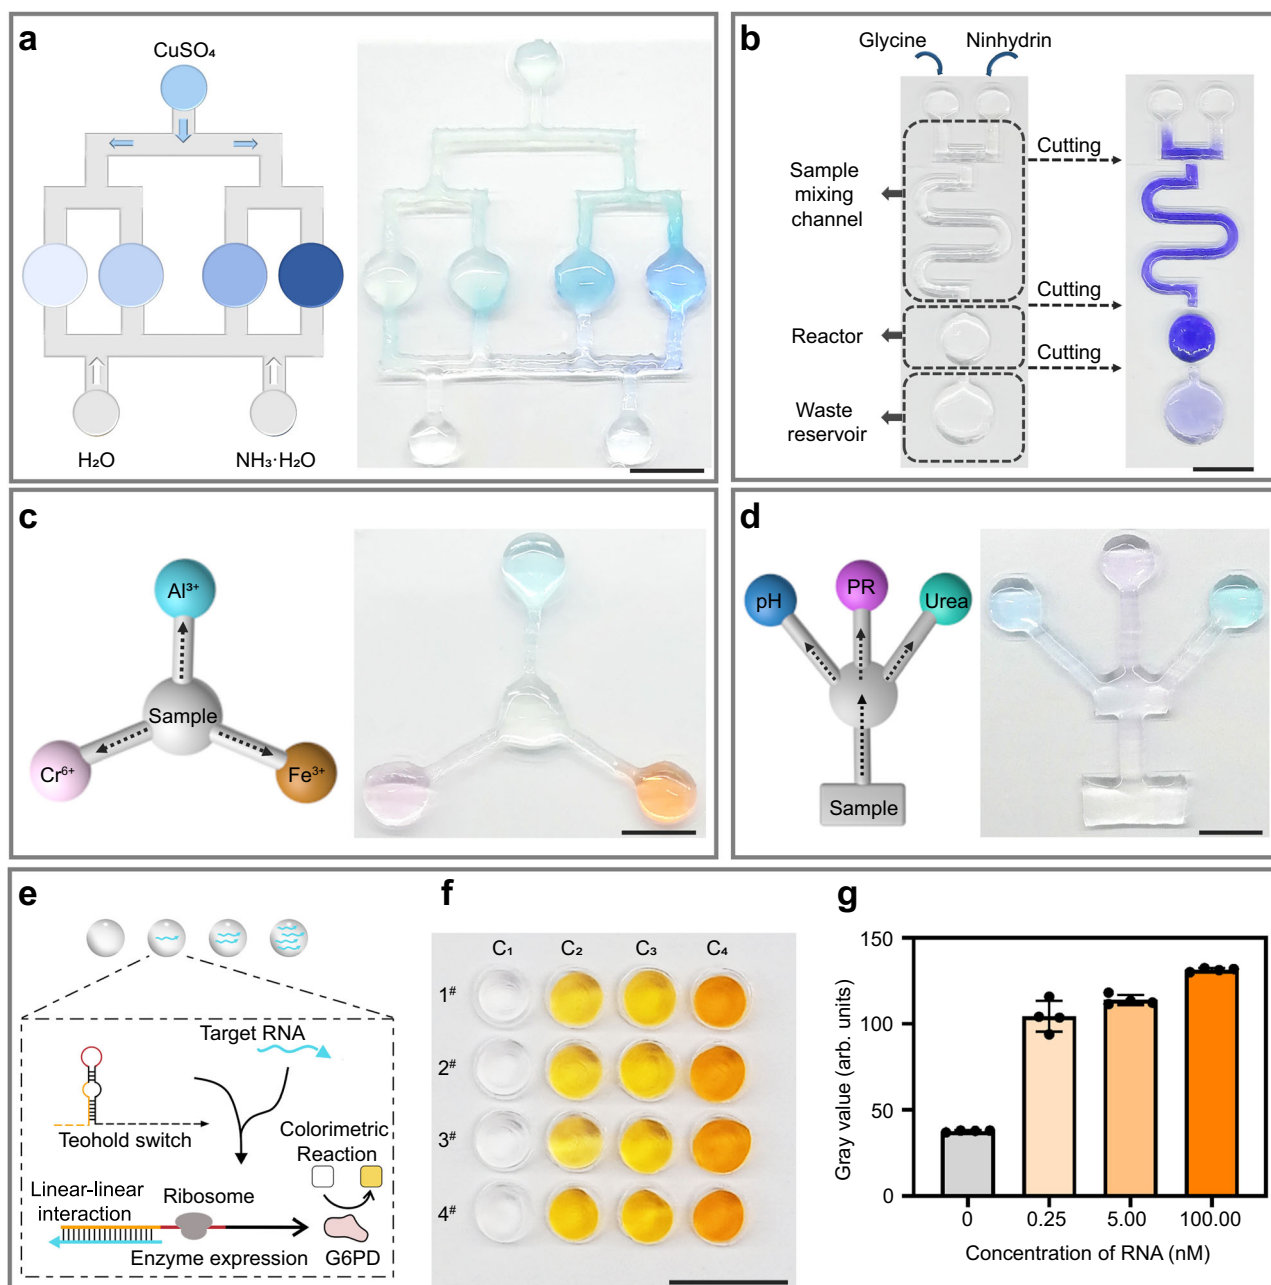 a
CuSO₄
H₂O
NH₃·H₂O
b
Glycine
Ninhydrin
Sample
mixing
channel
Reactor
Waste
reservoir
Cutting
Cutting
Cutting
c
Al³⁺
Sample
Cr⁶⁺
Fe³⁺
d
pH
PR
Urea
Sample
e
Target RNA
Teohold switch
Colorimetric
Reaction
Linear-linear
interaction
Ribosome
Enzyme expression
G6PD
f
C₁ C₂ C₃ C₄
1#
2#
3#
4#
g
Gray value (arb. units)
150
100
50
0
0 0.25 5.00 100.00
Concentration of RNA (nM)